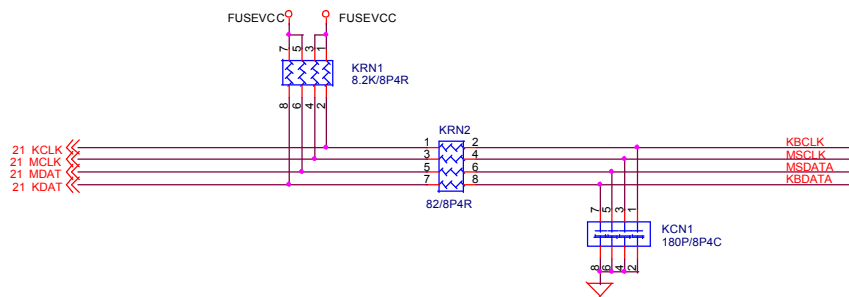 FUSEVCC FUSEVCC
7 5 3 1
KRN1
8.2K/8P4R
8 6 4 2
KRN2
21 KCLK 1 2 KBCLK
21 MCLK 3 4 MSCLK
21 MDAT 5 6 MSDATA
21 KDAT 7 8 KBDATA
82/8P4R
7 5 3 1
KCN1
180P/8P4C
8 6 4 2